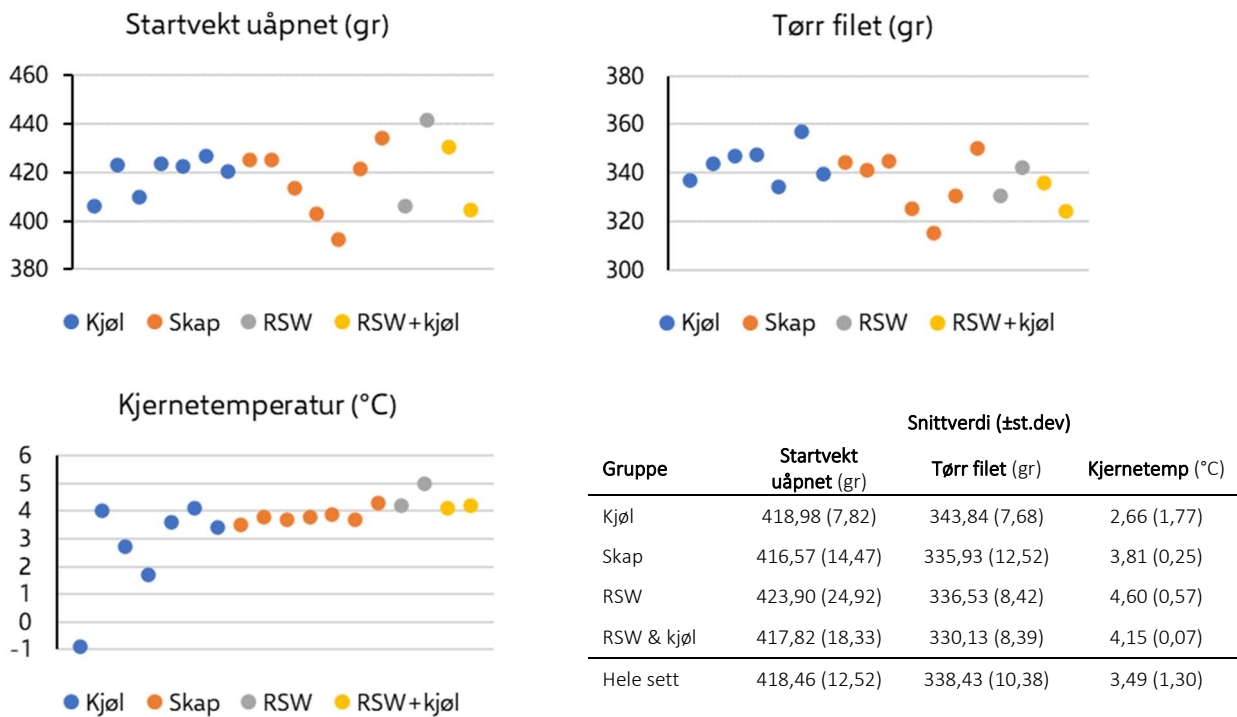 Startvekt uåpnet (gr)
460
440
420
400
380
Kjøl Skap RSW RSW+kjøl
Tørr filet (gr)
380
360
340
320
300
Kjøl Skap RSW RSW+kjøl
Kjernetemperatur (°C)
6
5
4
3
2
1
0
-1
Kjøl Skap RSW RSW+kjøl
Snittverdi (±st.dev)
Gruppe Startvekt uåpnet (gr) Tørr filet (gr) Kjernetemp (°C)
Kjøl 418,98 (7,82) 343,84 (7,68) 2,66 (1,77)
Skap 416,57 (14,47) 335,93 (12,52) 3,81 (0,25)
RSW 423,90 (24,92) 336,53 (8,42) 4,60 (0,57)
RSW & kjøl 417,82 (18,33) 330,13 (8,39) 4,15 (0,07)
Hele sett 418,46 (12,52) 338,43 (10,38) 3,49 (1,30)